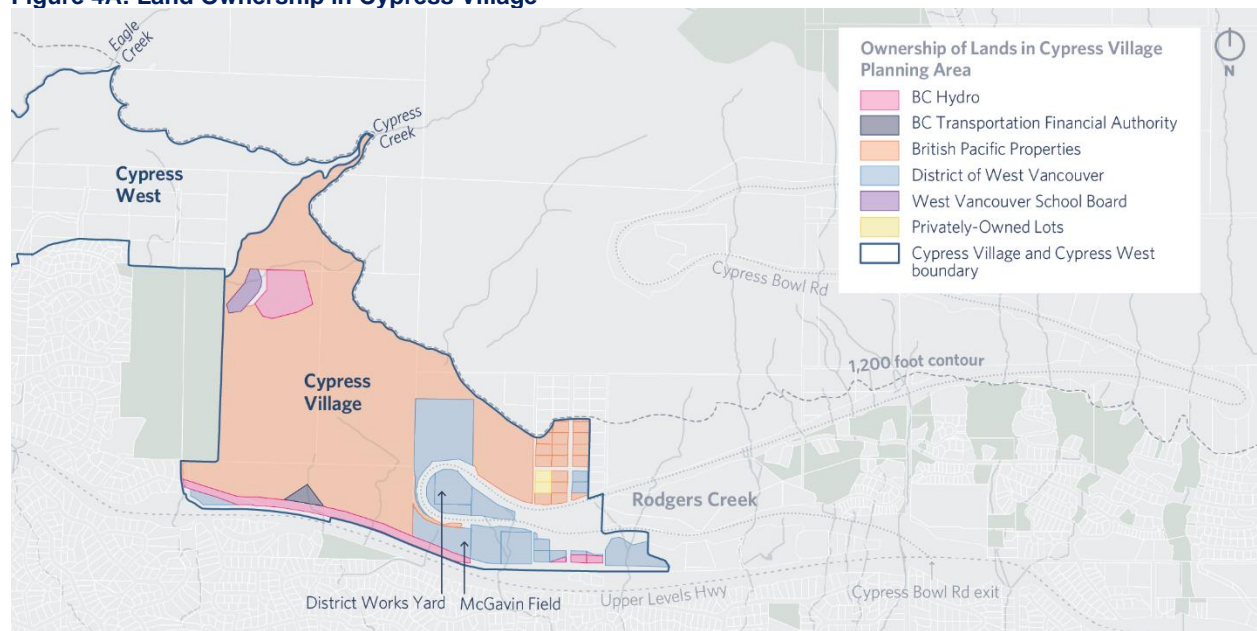 Figure 4A: Land Ownership in Cypress Village
Eagle
Creek
Cypress
Creek
Ownership of Lands in Cypress Village
Planning Area
BC Hydro
BC Transportation Financial Authority
British Pacific Properties
District of West Vancouver
West Vancouver School Board
Privately-Owned Lots
Cypress Village and Cypress West
boundary
N
Cypress
West
Cypress Bowl Rd
1,200 foot contour
Cypress
Village
Rodgers Creek
District Works Yard
McGavin Field
Upper Levels Hwy
Cypress Bowl Rd exit